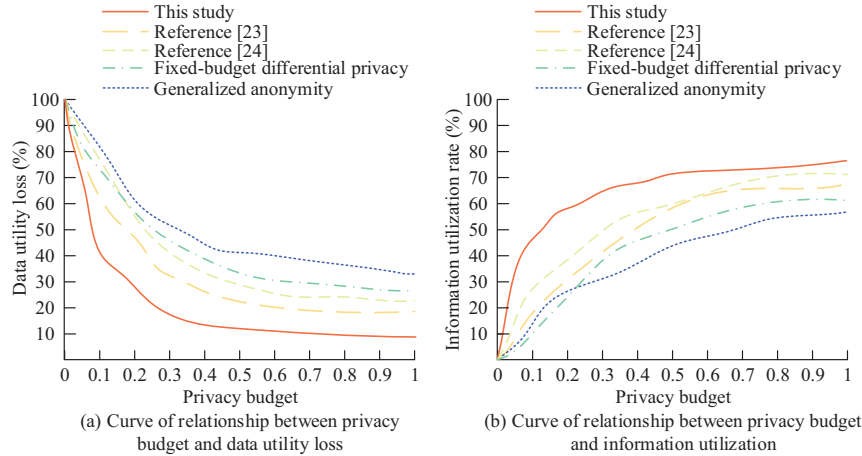 This study
Reference [23]
Reference [24]
Fixed-budget differential privacy
Generalized anonymity
100
90
80
70
60
50
40
30
20
10
Data utility loss (%)
0 0.1 0.2 0.3 0.4 0.5 0.6 0.7 0.8 0.9 1
Privacy budget
(a) Curve of relationship between privacy
budget and data utility loss
This study
Reference [23]
Reference [24]
Fixed-budget differential privacy
Generalized anonymity
100
90
80
70
60
50
40
30
20
10
Information utilization rate (%)
0 0.1 0.2 0.3 0.4 0.5 0.6 0.7 0.8 0.9 1
Privacy budget
(b) Curve of relationship between privacy budget
and information utilization